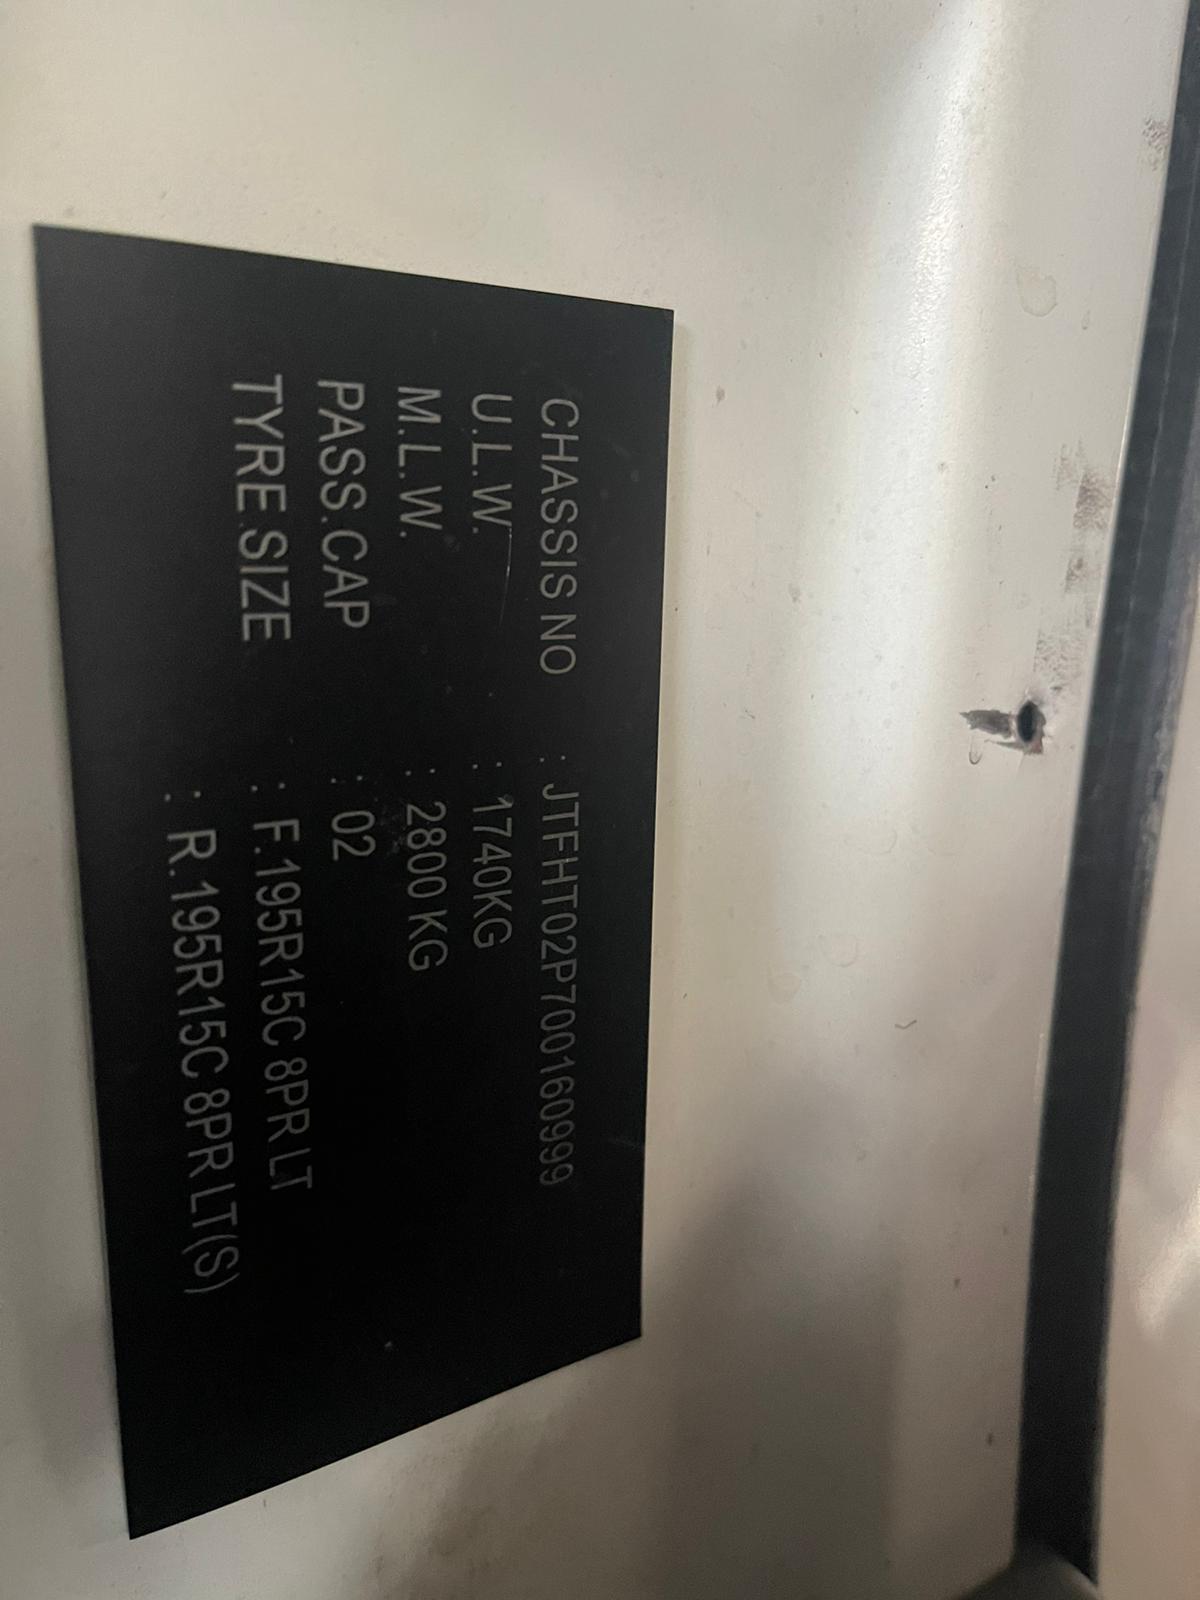 CHASSIS NO : JTFHT02P700160999
U.L.W. : 1740KG
M.L.W. : 2800 KG
PASS.CAP : 02
TYRE SIZE : F.195R15C 8PR LT
: R.195R15C 8PR LT(S)